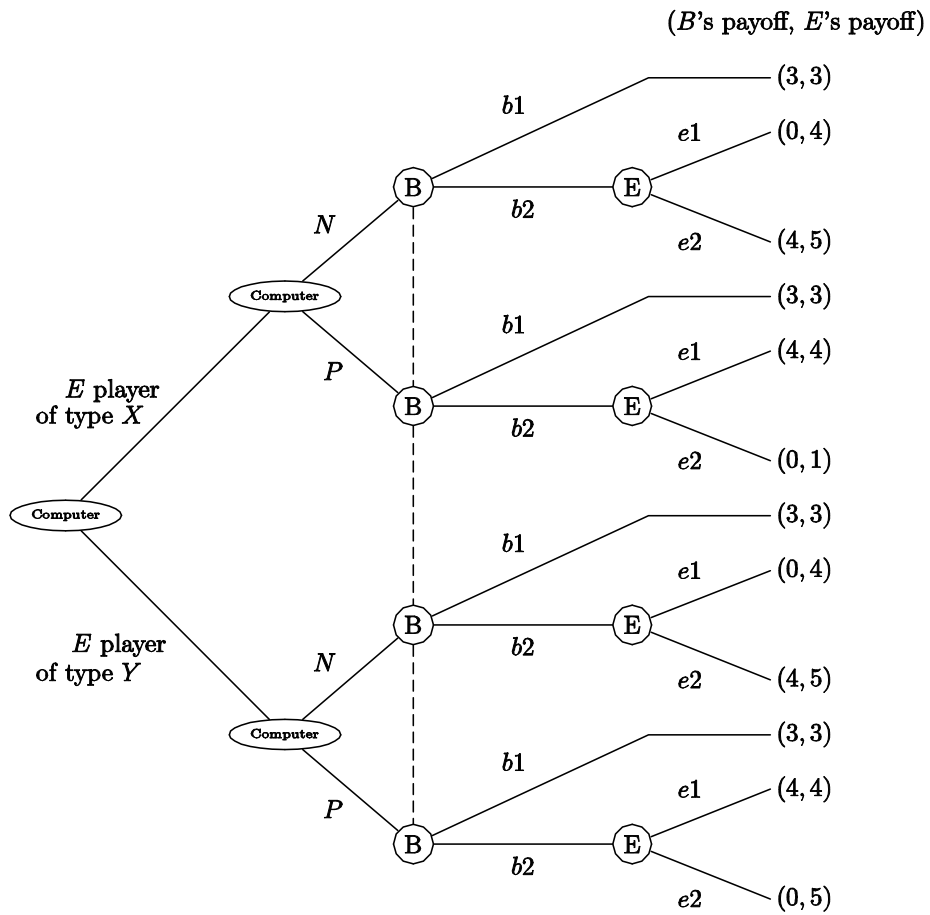 (B's payoff, E's payoff)
(3, 3)
b1
e1
(0, 4)
B
E
b2
N
e2
(4, 5)
Computer
(3, 3)
b1
e1
(4, 4)
P
E player
of type X
B
E
b2
e2
(0, 1)
Computer
(3, 3)
b1
e1
(0, 4)
B
E
E player
of type Y
N
b2
e2
(4, 5)
Computer
(3, 3)
b1
e1
(4, 4)
P
B
E
b2
e2
(0, 5)